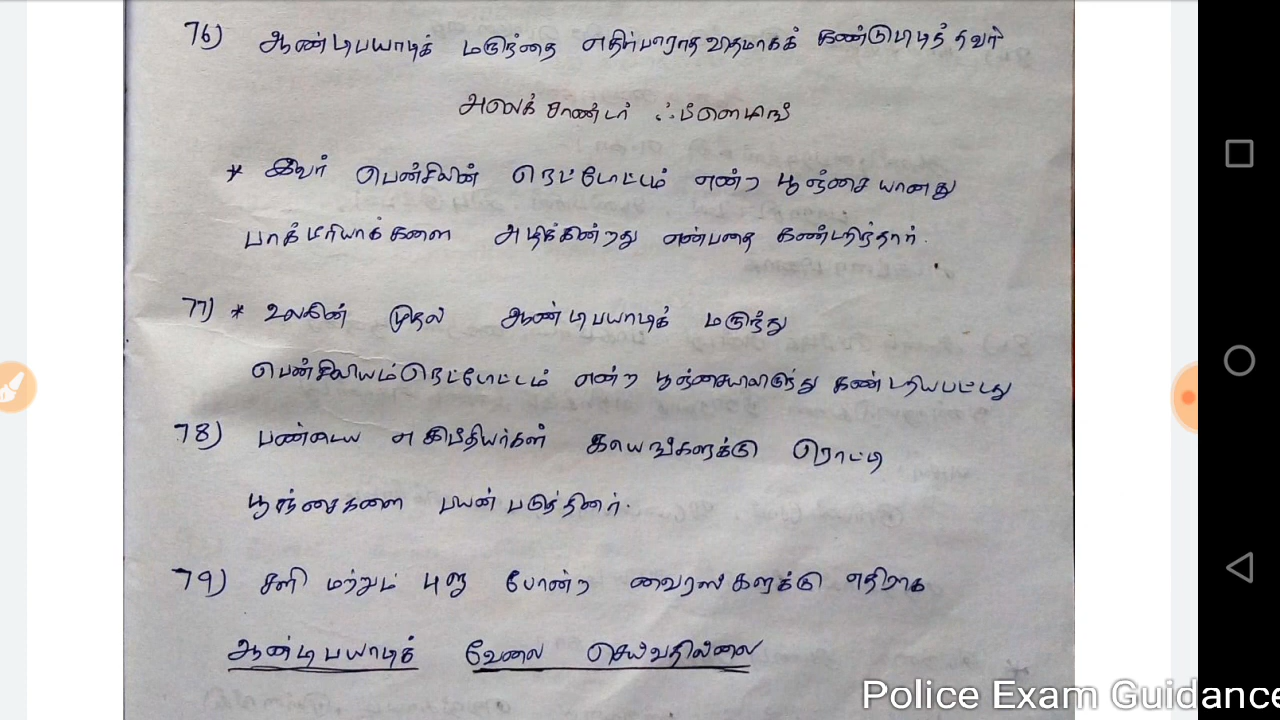 76) ஆண்டிபயாடிக் மருந்தை எதிர்பாராதவிதமாகக் கண்டுபிடித்தவர்
அலெக்சாண்டர் ஃபிளெமிங்
* இவர் பென்சிலின் நொட்டேட்டம் என்ற பூஞ்சையானது
பாக்டீரியாக்களை அழிக்கின்றது என்பதை கண்டறிந்தார்.
77) * உலகின் முதல் ஆண்டிபயாடிக் மருந்து
பென்சிலியம் நொட்டேட்டம் என்ற பூஞ்சையிலிருந்து கண்டறியபட்டது
78) பண்டைய எகிப்தியர்கள் காயங்களுக்கு ரொட்டி
பூஞ்சைகளை பயன்படுத்தினர்.
79) சளி மற்றும் புளூ போன்ற வைரஸ்களுக்கு எதிராக
ஆண்டிபயாடிக் வேலை செய்வதில்லை
Police Exam Guidance